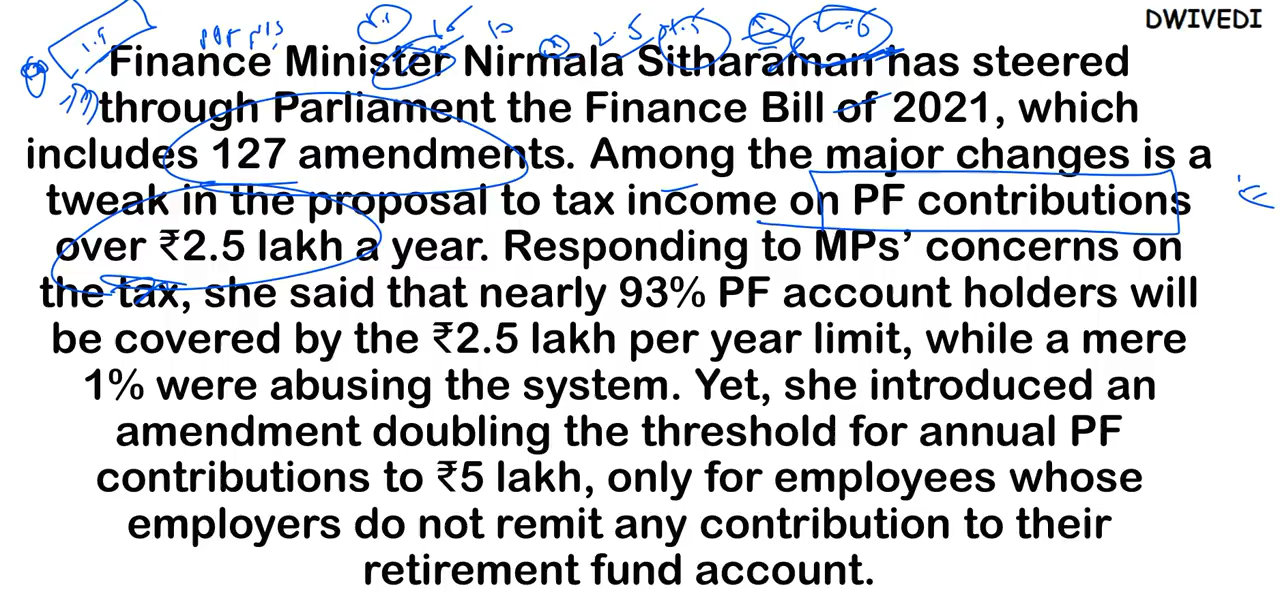 DWIVEDI
Finance Minister Nirmala Sitharaman has steered
through Parliament the Finance Bill of 2021, which
includes 127 amendments. Among the major changes is a
tweak in the proposal to tax income on PF contributions
over ₹2.5 lakh a year. Responding to MPs’ concerns on
the tax, she said that nearly 93% PF account holders will
be covered by the ₹2.5 lakh per year limit, while a mere
1% were abusing the system. Yet, she introduced an
amendment doubling the threshold for annual PF
contributions to ₹5 lakh, only for employees whose
employers do not remit any contribution to their
retirement fund account.